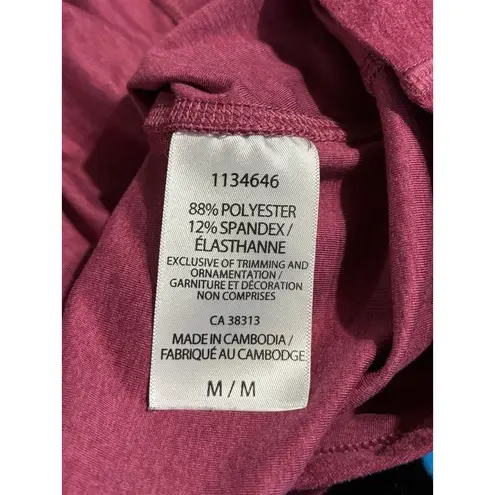 1134646
88% POLYESTER
12% SPANDEX /
ÉLASTHANNE
EXCLUSIVE OF TRIMMING AND
ORNAMENTATION /
GARNITURE ET DÉCORATION
NON COMPRISES
CA 38313
MADE IN CAMBODIA /
FABRIQUÉ AU CAMBODGE
M / M